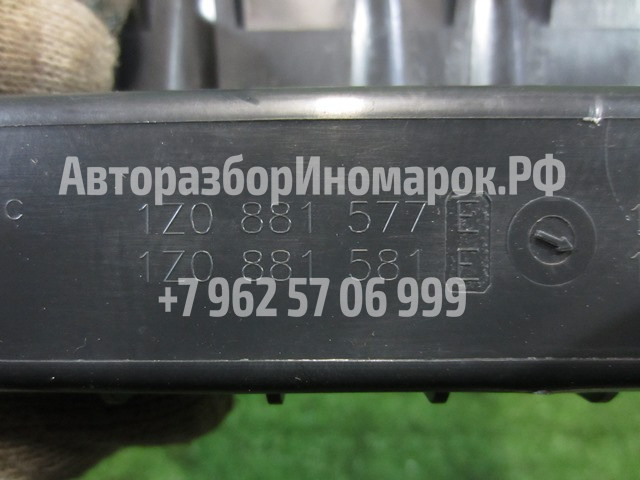 АвторазборИномарок.РФ
C
1Z0 881 577
1Z0 881 581
+7 962 57 06 999